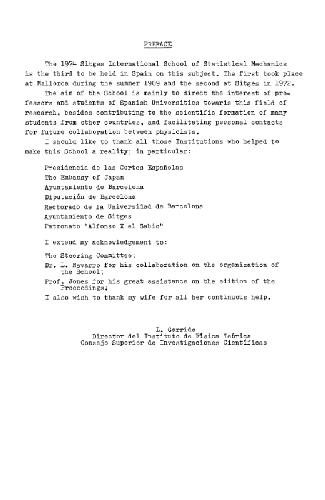 PREFACE
The 1974 Sitges International School of Statistical Mechanics
is the third to be held in Spain on this subject. The first took place
at Mallorca during the summer 1969 and the second at Sitges in 1972.
The aim of the School is mainly to direct the interest of pro-
fessors and students of Spanish Universities towards this field of
research, besides contributing to the scientific formation of many
students from other countries, and facilitating personal contacts
for future collaboration between physicists.
I should like to thank all those Institutions who helped to
make this School a reality; in particular:
Presidencia de las Cortes Españolas
The Embassy of Japan
Ayuntamiento de Barcelona
Diputación de Barcelona
Rectorado de la Universidad de Barcelona
Ayuntamiento de Sitges
Patronato "Alfonso X el Sabio"
I extend my acknowledgement to:
The Steering Committee;
Dr. L. Navarro for his collaboration on the organization of
the School;
Prof. Jones for his great assistance on the edition of the
Proceedings;
I also wish to thank my wife for all her continuous help.
L. Garrido
Director del Instituto de Física Teórica
Consejo Superior de Investigaciones Científicas